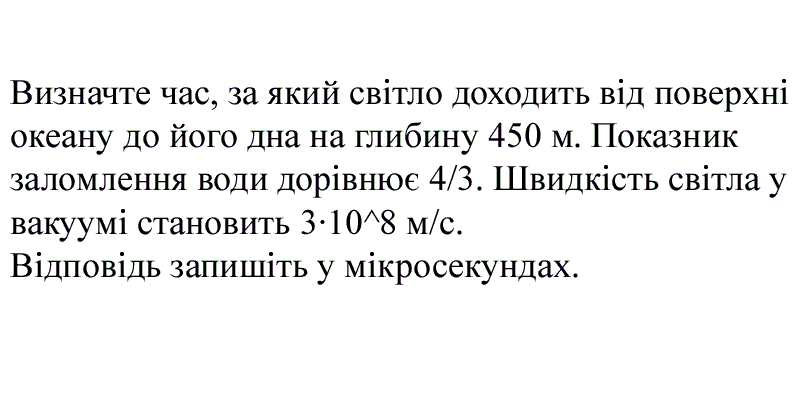 Визначте час, за який світло доходить від поверхні
океану до його дна на глибину 450 м. Показник
заломлення води дорівнює 4/3. Швидкість світла у
вакуумі становить 3·10^8 м/с.
Відповідь запишіть у мікросекундах.